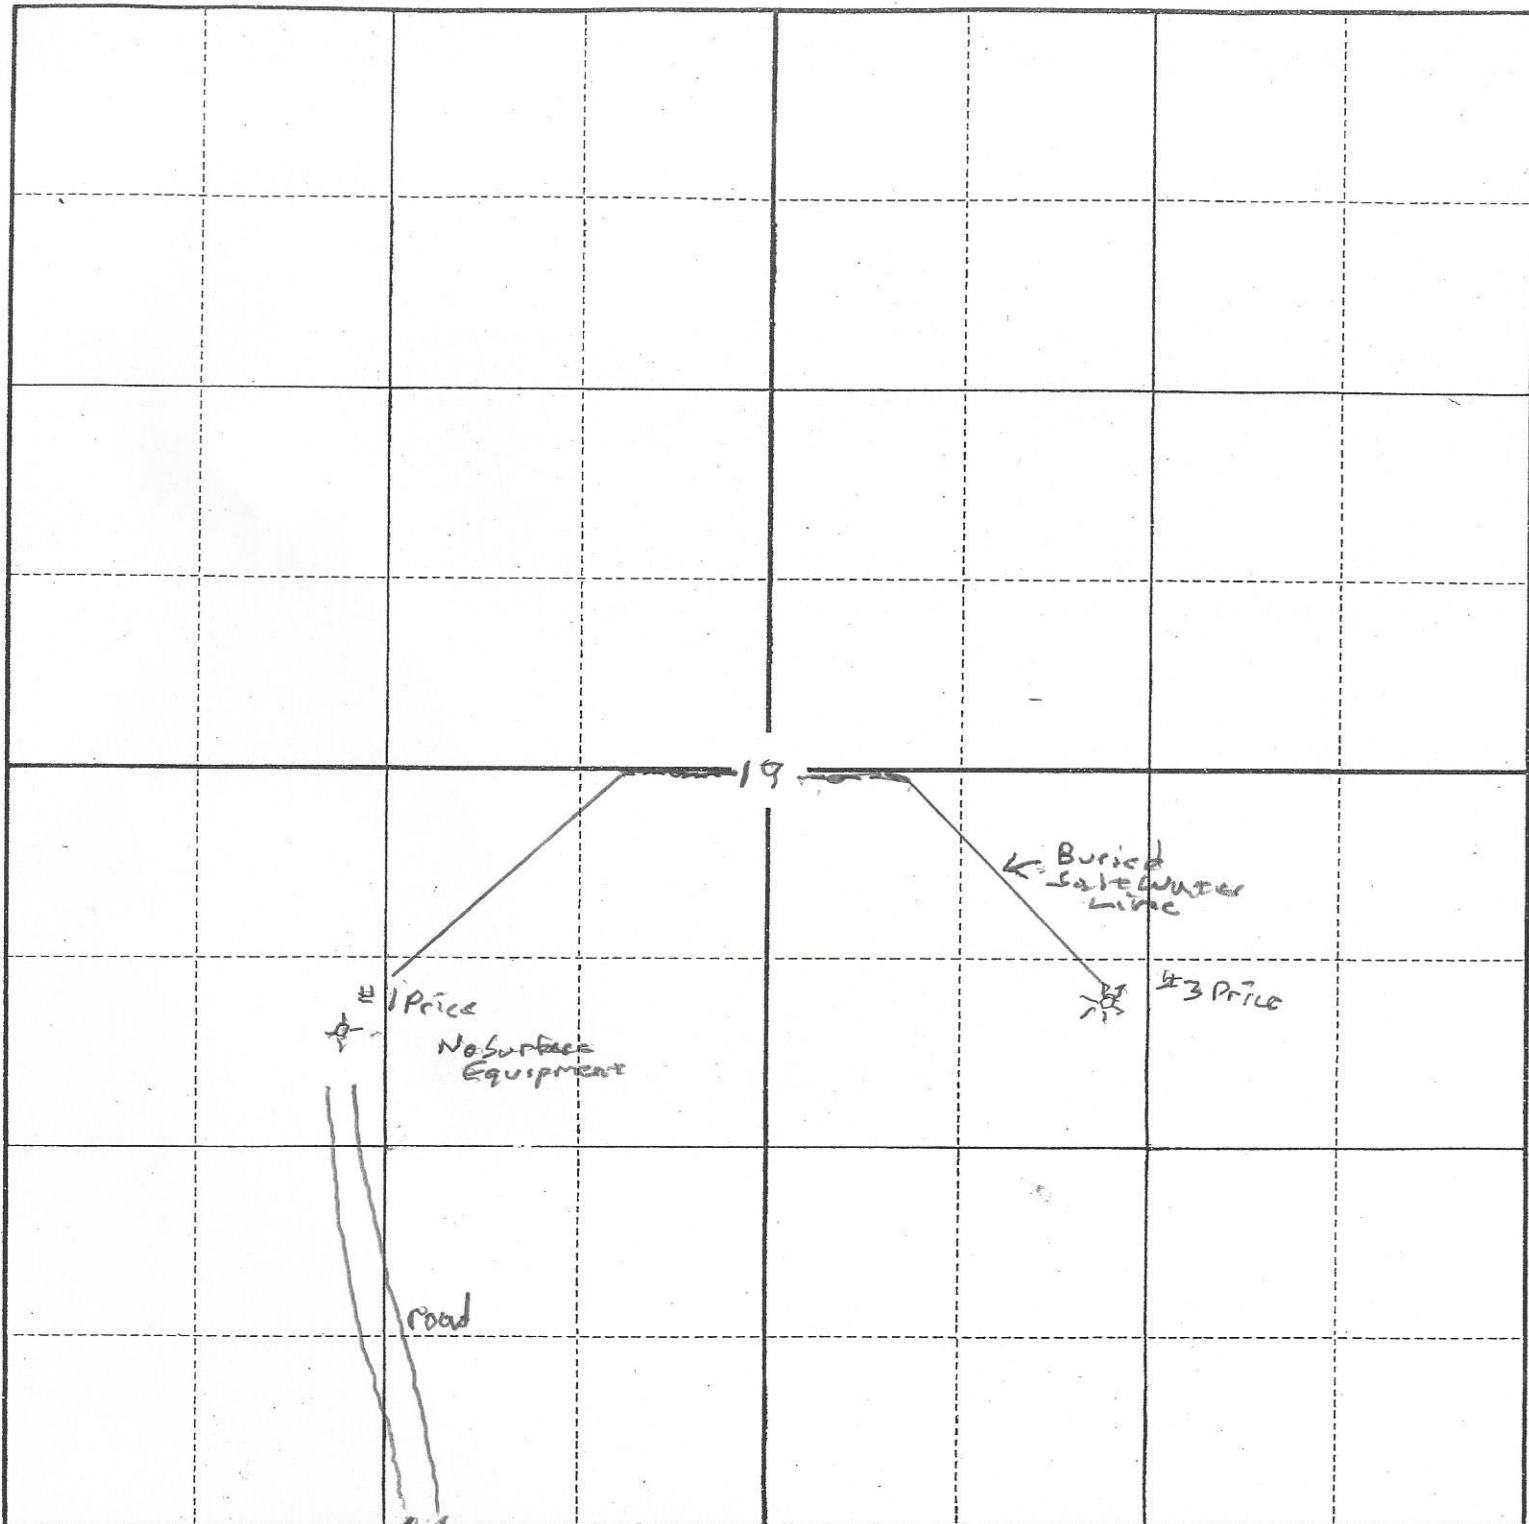 19
← Buried
Saltwater
Line
#1 Price
#3 Price
No Surface
Equipment
road